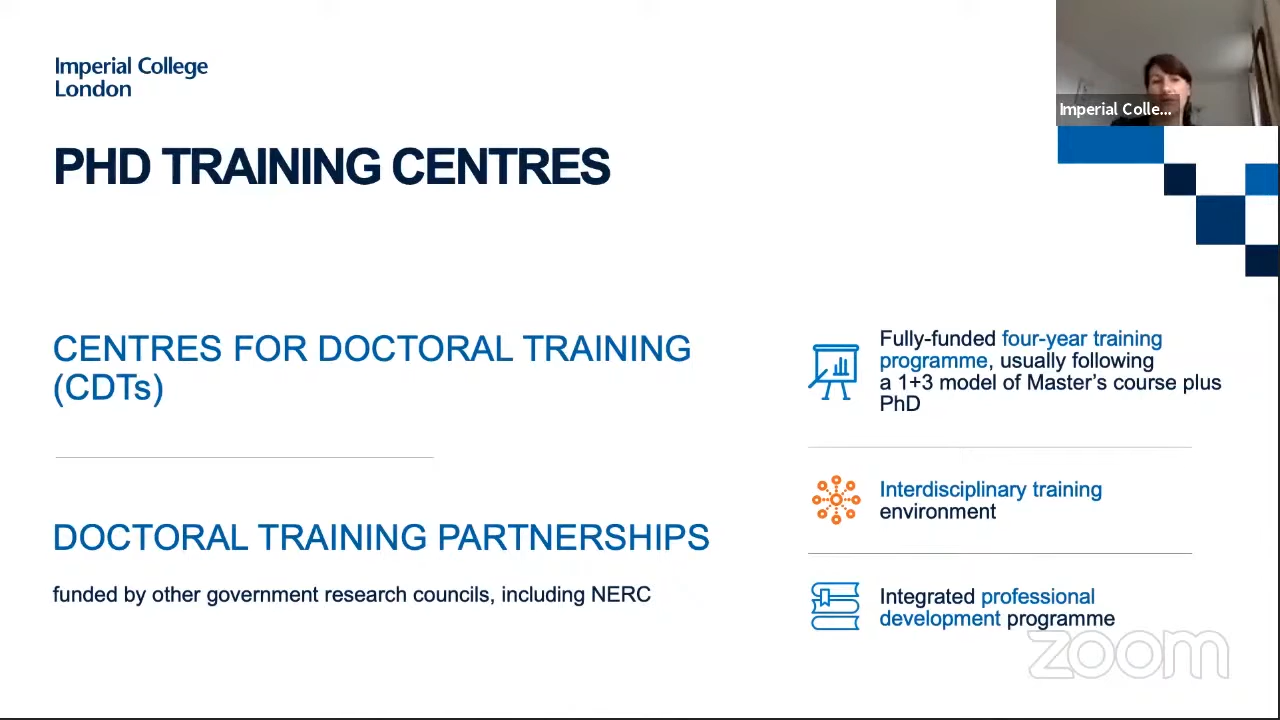 Imperial College
London
Imperial Colle...
PHD TRAINING CENTRES
CENTRES FOR DOCTORAL TRAINING
(CDTs)
DOCTORAL TRAINING PARTNERSHIPS
funded by other government research councils, including NERC
Fully-funded four-year training
programme, usually following
a 1+3 model of Master's course plus
PhD
Interdisciplinary training
environment
Integrated professional
development programme
zoom